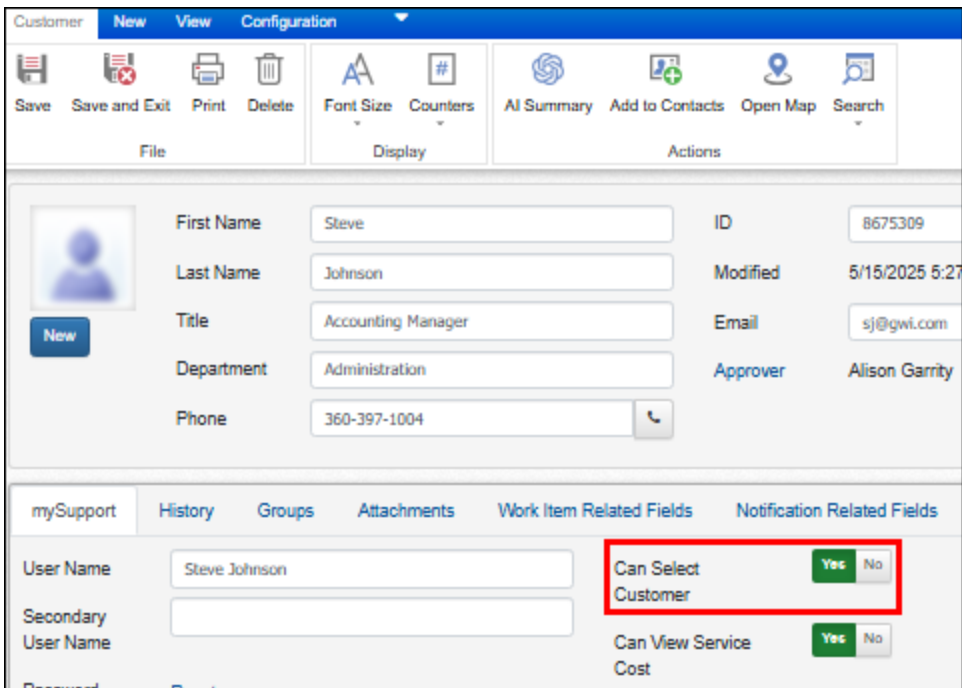 Customer New View Configuration
Save Save and Exit Print Delete Font Size Counters AI Summary Add to Contacts Open Map Search
File Display Actions
First Name Steve ID 8675309
Last Name Johnson Modified 5/15/2025 5:27
New Title Accounting Manager Email sj@gwi.com
Department Administration Approver Alison Garrity
Phone 360-397-1004
mySupport History Groups Attachments Work Item Related Fields Notification Related Fields
User Name Steve Johnson Can Select Customer Yes No
Secondary User Name Can View Service Cost Yes No